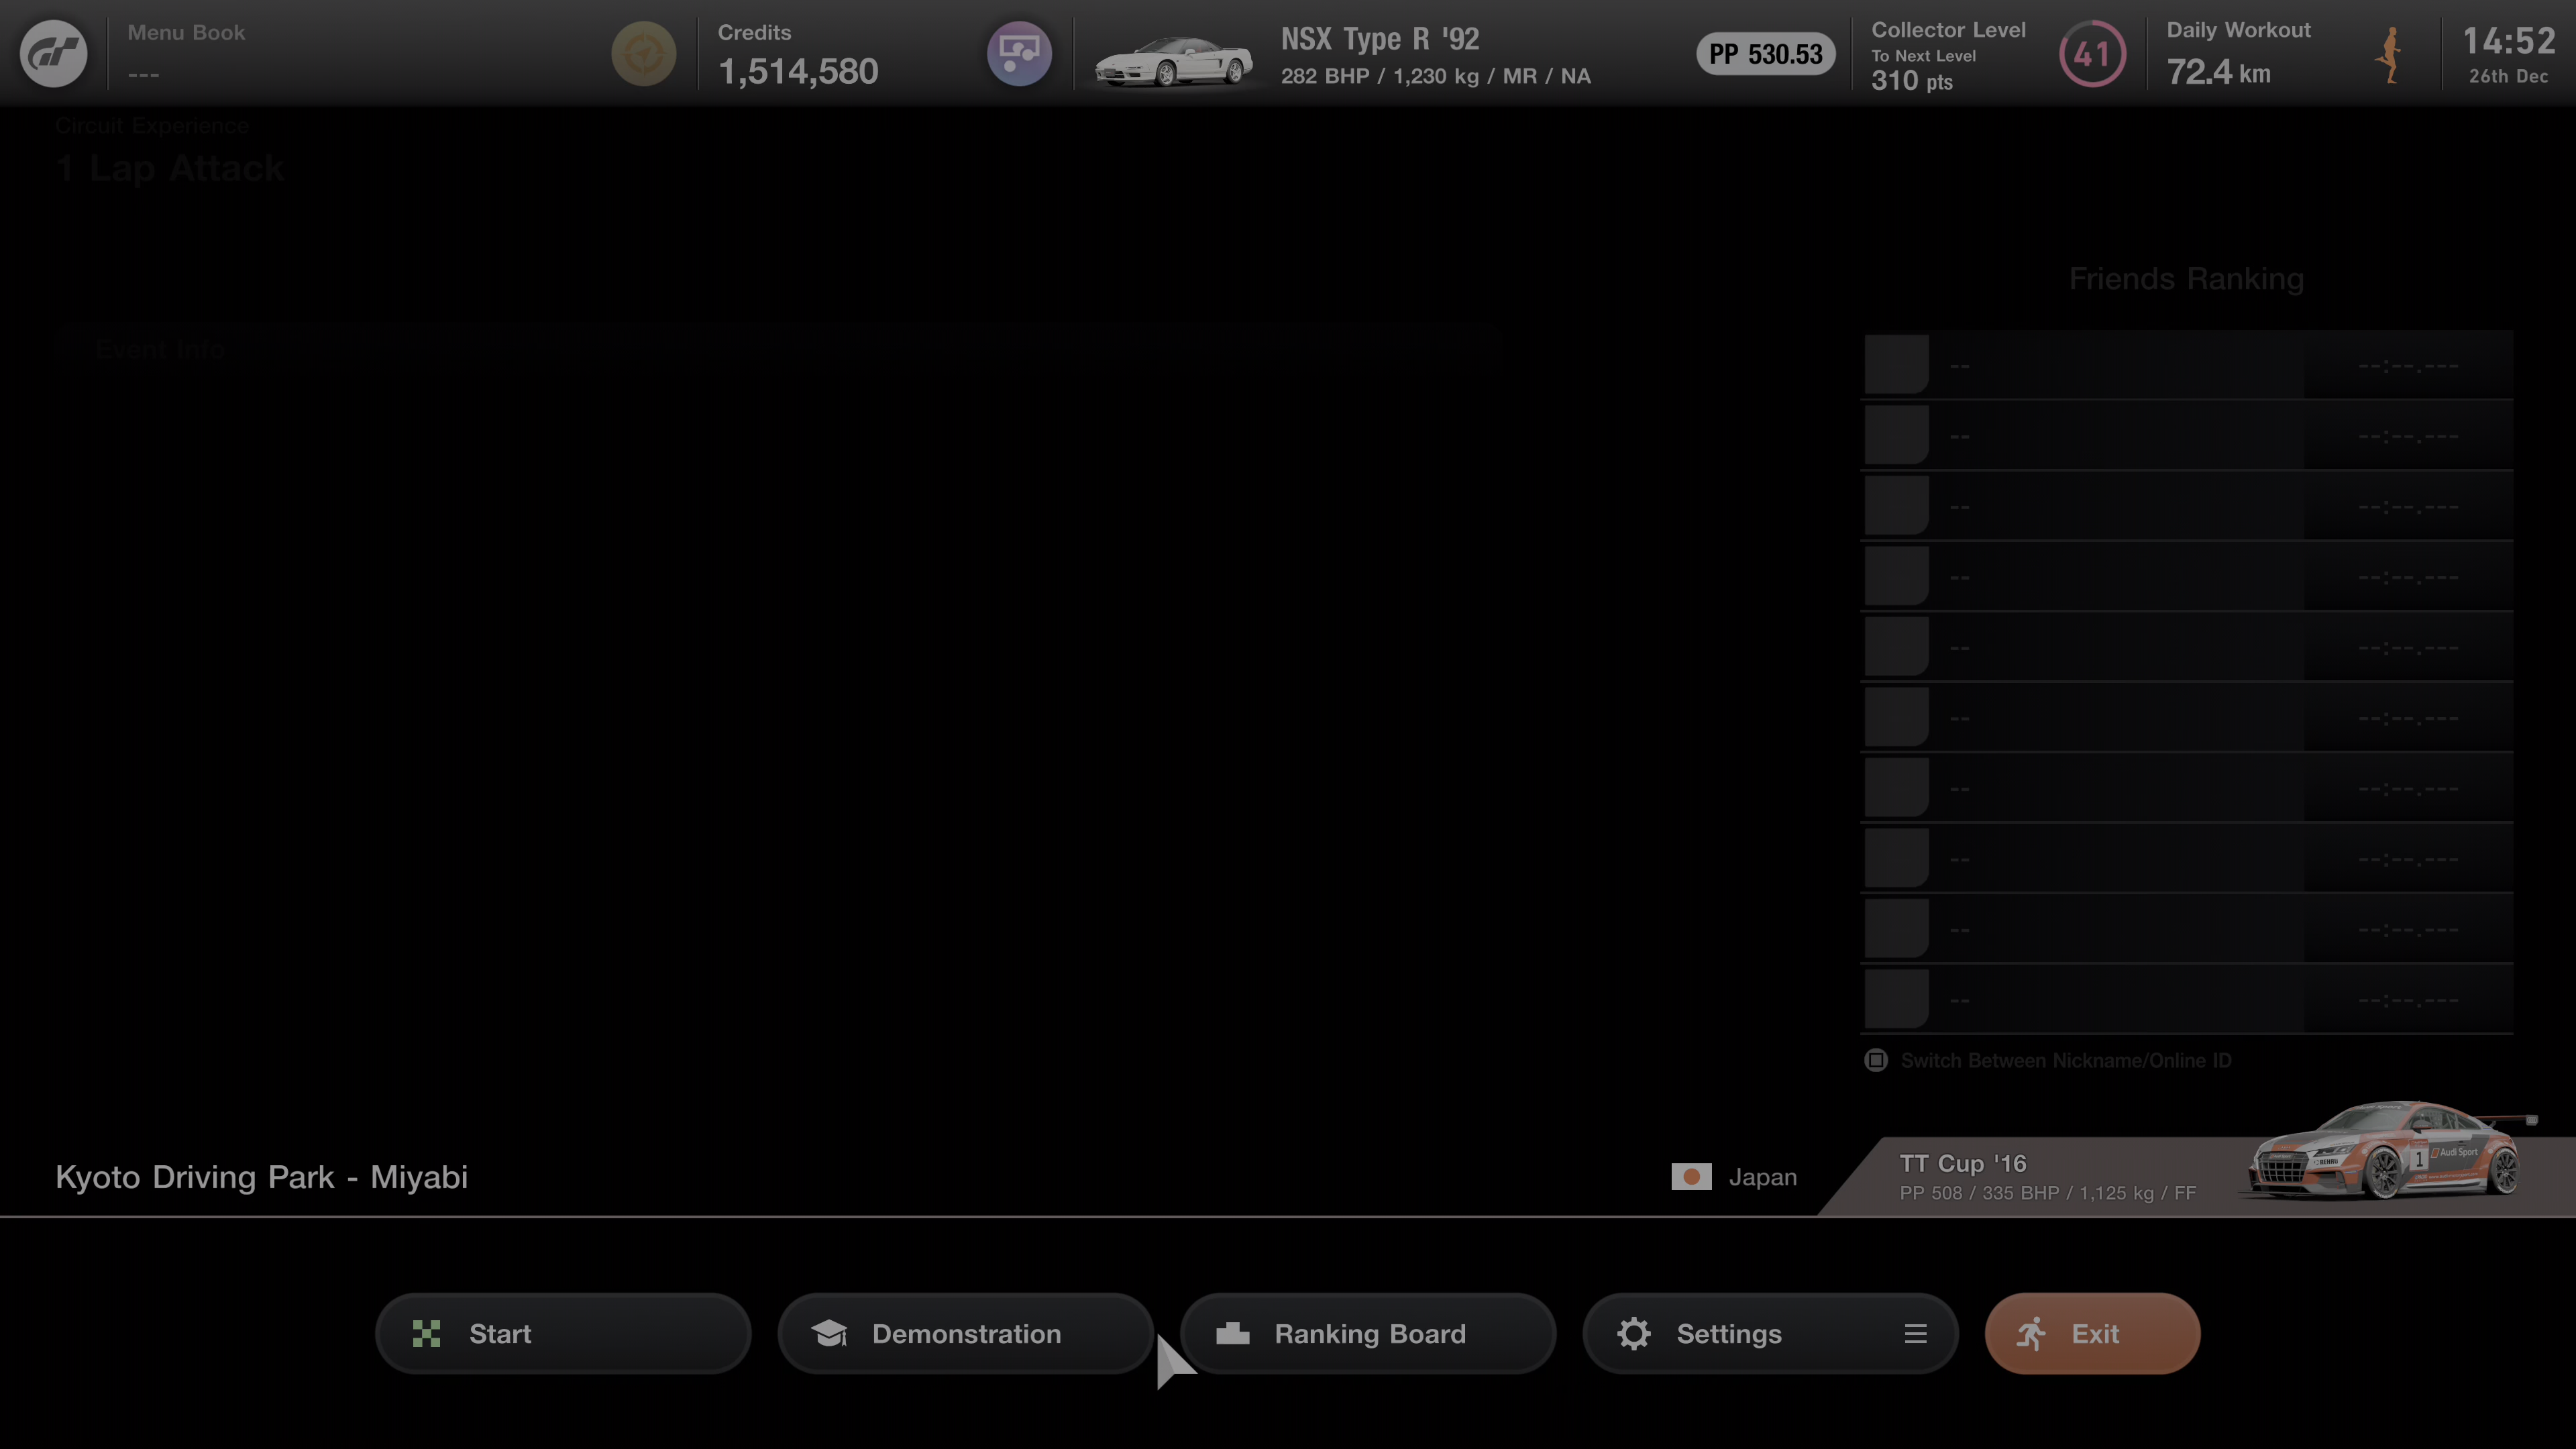 Menu Book
---
Credits
1,514,580
NSX Type R '92
282 BHP / 1,230 kg / MR / NA
PP 530.53
Collector Level
To Next Level
310 pts
41
Daily Workout
72.4 km
14:52
26th Dec
Circuit Experience
1 Lap Attack
Event Info
Friends Ranking
-- --:--.---
-- --:--.---
-- --:--.---
-- --:--.---
-- --:--.---
-- --:--.---
-- --:--.---
-- --:--.---
-- --:--.---
-- --:--.---
Switch Between Nickname/Online ID
Kyoto Driving Park - Miyabi
Japan
TT Cup '16
PP 508 / 335 BHP / 1,125 kg / FF
1
Audi Sport
Start
Demonstration
Ranking Board
Settings
Exit